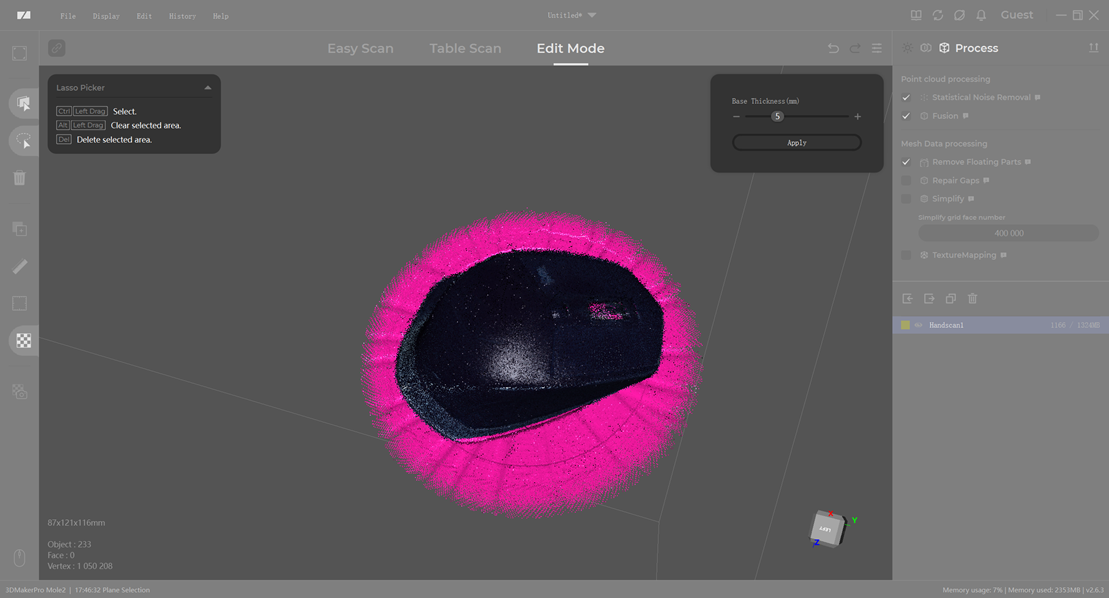 File Display Edit History Help
Untitled*
Guest
Easy Scan Table Scan Edit Mode
Process
Lasso Picker
Ctrl Left Drag Select.
Alt Left Drag Clear selected area.
Del Delete selected area.
Base Thickness(mm)
5
Apply
Point cloud processing
Statistical Noise Removal
Fusion
Mesh Data processing
Remove Floating Parts
Repair Gaps
Simplify
Simplify grid face number
400 000
TextureMapping
Handscan1 1166 / 1324MB
87x121x116mm
Object : 233
Face : 0
Vertex : 1 050 208
LEFT
X
Y
Z
3DMakerPro Mole2 | 17:46:32 Plane Selection
Memory usage: 7% | Memory used: 2353MB | v2.6.3